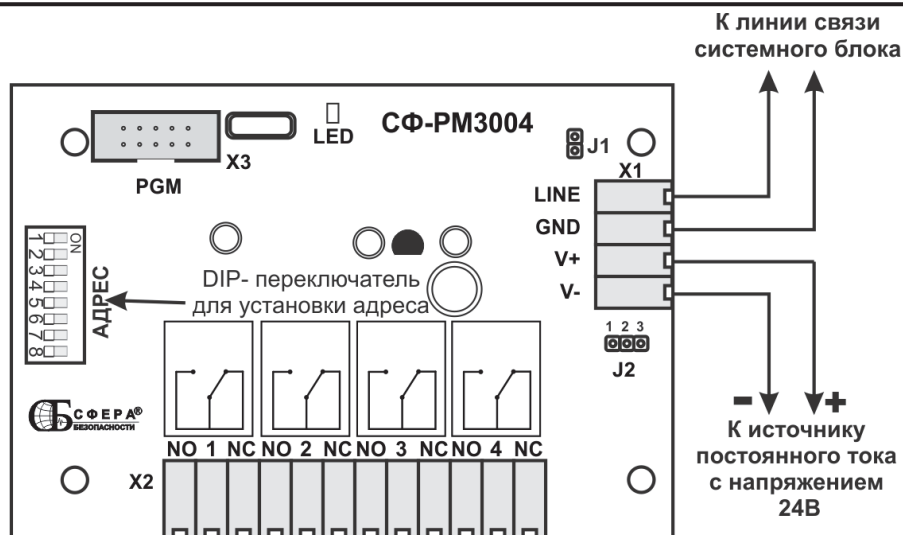 К линии связи
системного блока
СФ-РМ3004
LED
X3
PGM
J1
X1
LINE
GND
V+
V-
ON
1 2 3 4 5 6 7 8
АДРЕС
DIP- переключатель
для установки адреса
1 2 3
J2
СБ
СФЕРА®
БЕЗОПАСНОСТИ
NO 1 NC NO 2 NC NO 3 NC NO 4 NC
X2
- +
К источнику
постоянного тока
с напряжением
24В